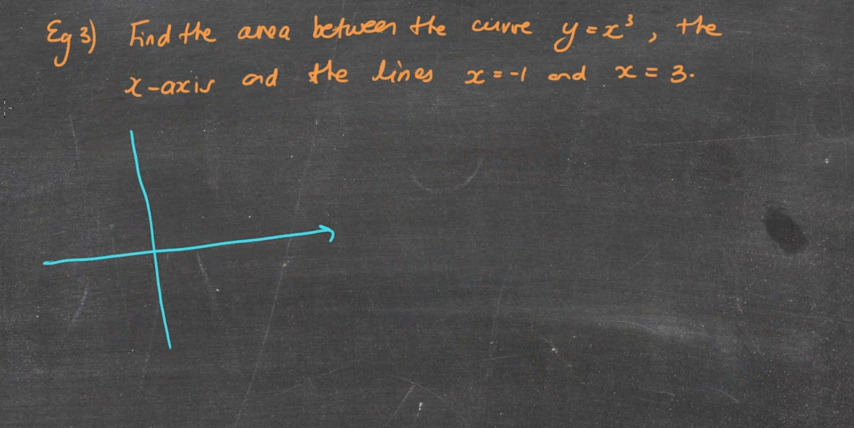 Eg 3) Find the area between the curve y = x³, the
x-axis and the lines x = -1 and x = 3.